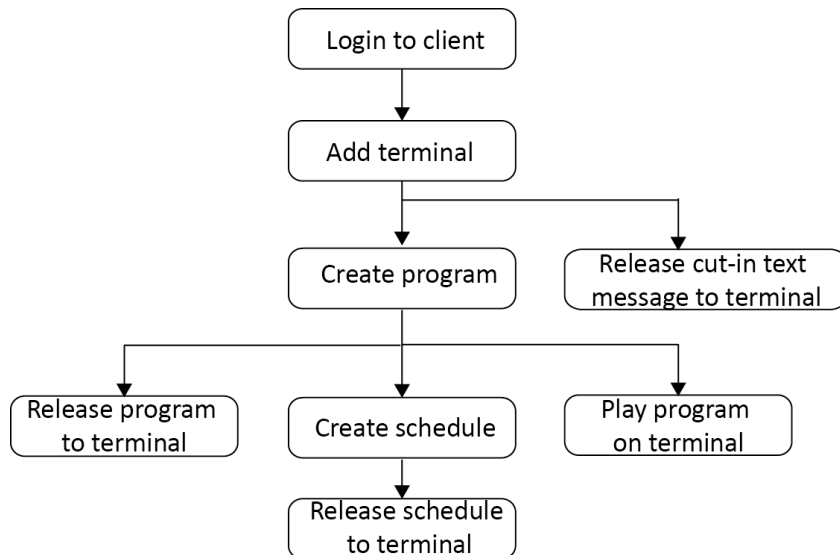 Login to client
Add terminal
Create program
Release cut-in text
message to terminal
Release program
to terminal
Create schedule
Play program
on terminal
Release schedule
to terminal